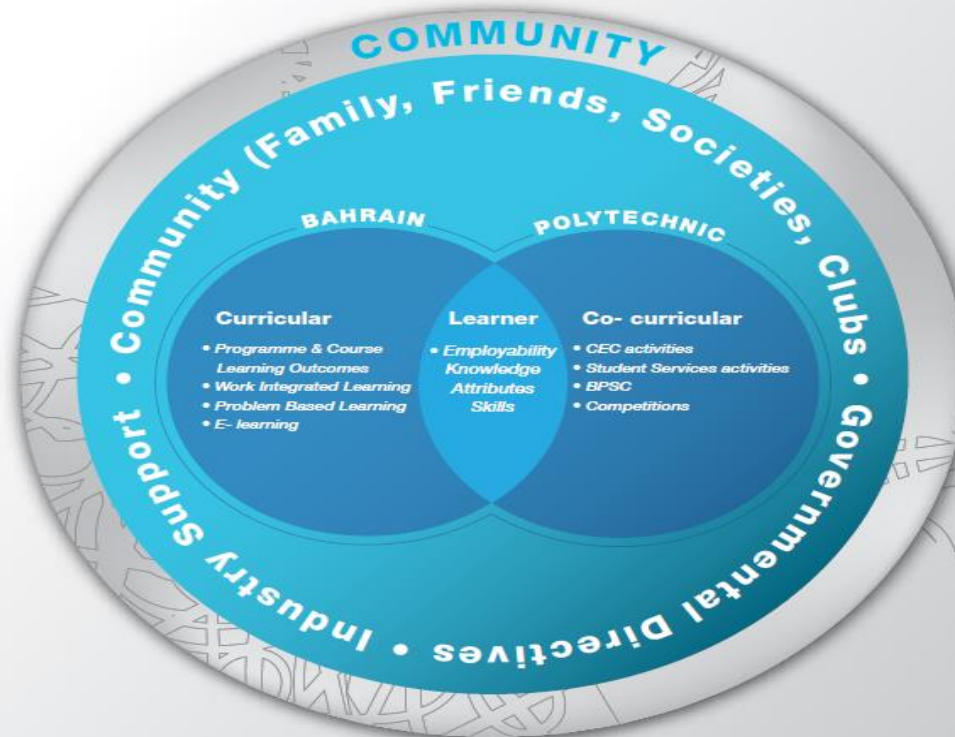 COMMUNITY
• Community (Family, Friends, Societies, Clubs • Governmental Directives • Industry Support
BAHRAIN POLYTECHNIC
Curricular
• Programme & Course
Learning Outcomes
• Work Integrated Learning
• Problem Based Learning
• E- learning
Learner
• Employability
Knowledge
Attributes
Skills
Co- curricular
• CEC activities
• Student Services activities
• BPSC
• Competitions